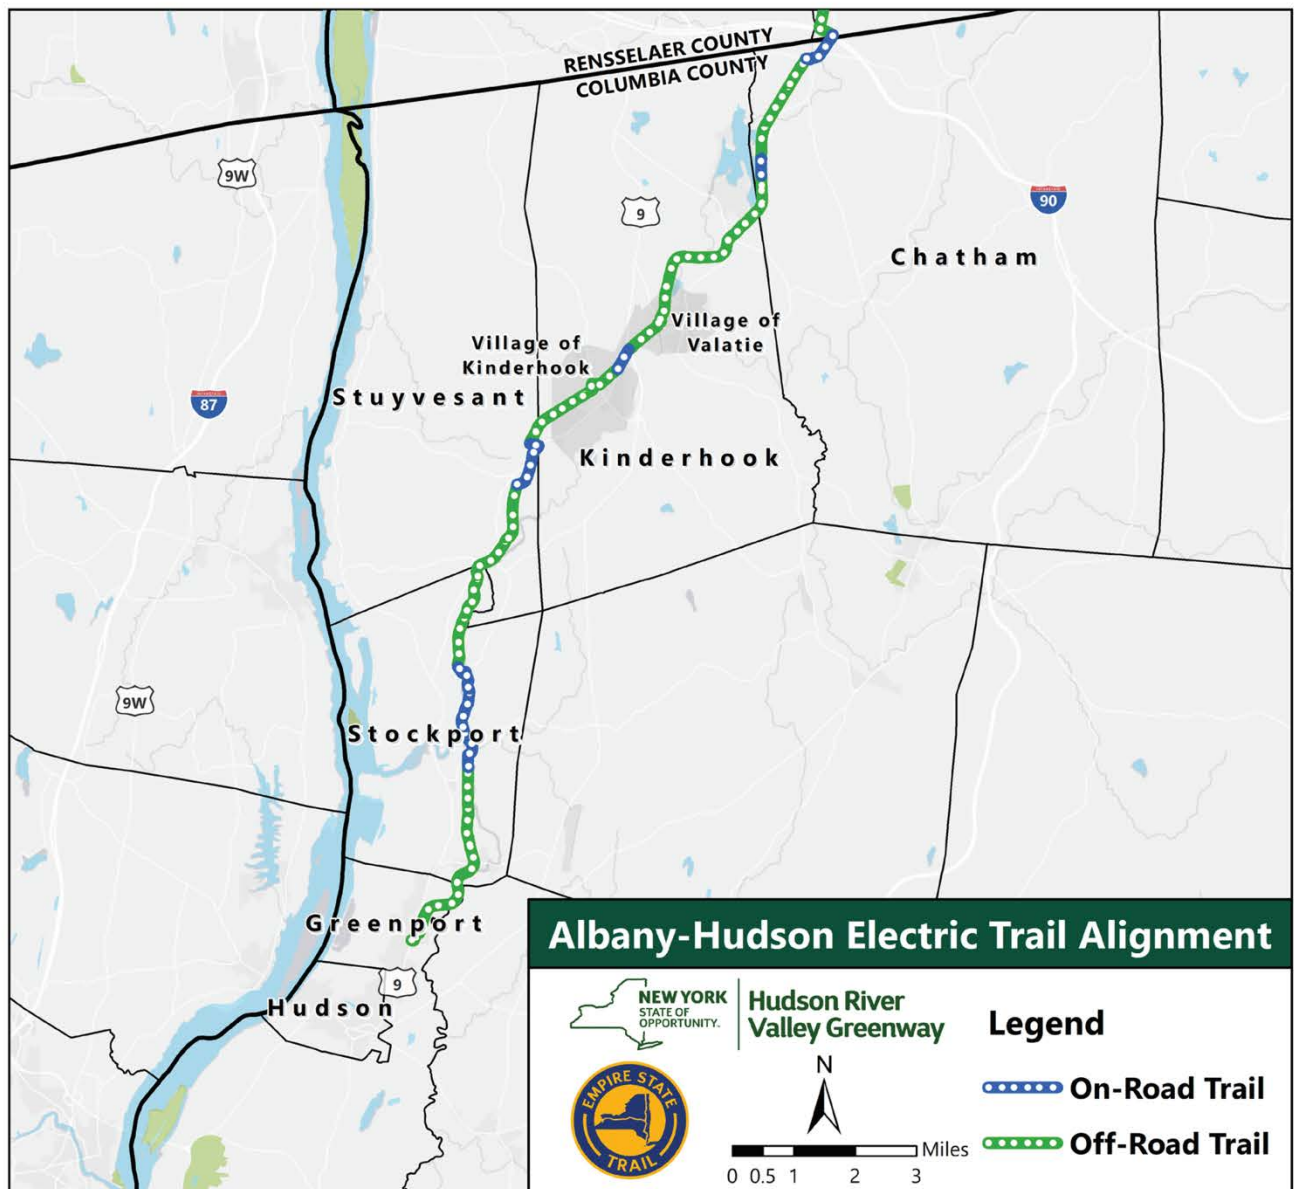 RENSSELAER COUNTY
COLUMBIA COUNTY
9W
9
90
Chatham
Village of
Valatie
Village of
Kinderhook
Stuyvesant
87
Kinderhook
9W
Stockport
Greenport
9
Hudson
Albany-Hudson Electric Trail Alignment
NEW YORK
STATE OF
OPPORTUNITY.
Hudson River
Valley Greenway
Legend
EMPIRE STATE
TRAIL
N
Miles
0 0.5 1 2 3
On-Road Trail
Off-Road Trail